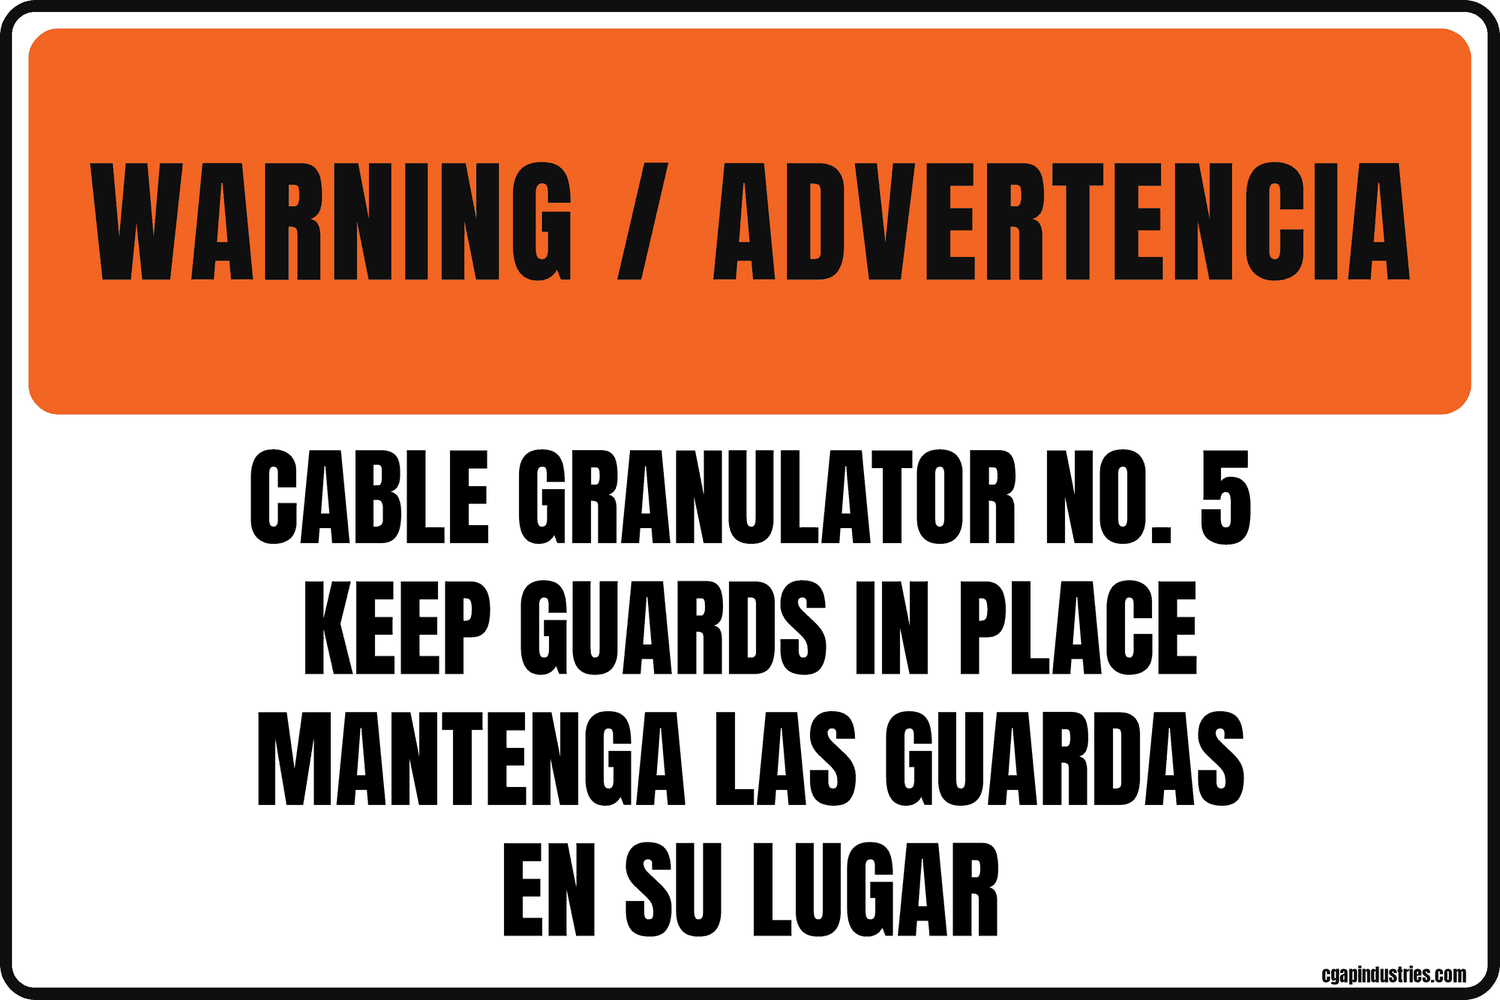 WARNING / ADVERTENCIA
CABLE GRANULATOR NO. 5
KEEP GUARDS IN PLACE
MANTENGA LAS GUARDAS
EN SU LUGAR
cgapindustries.com